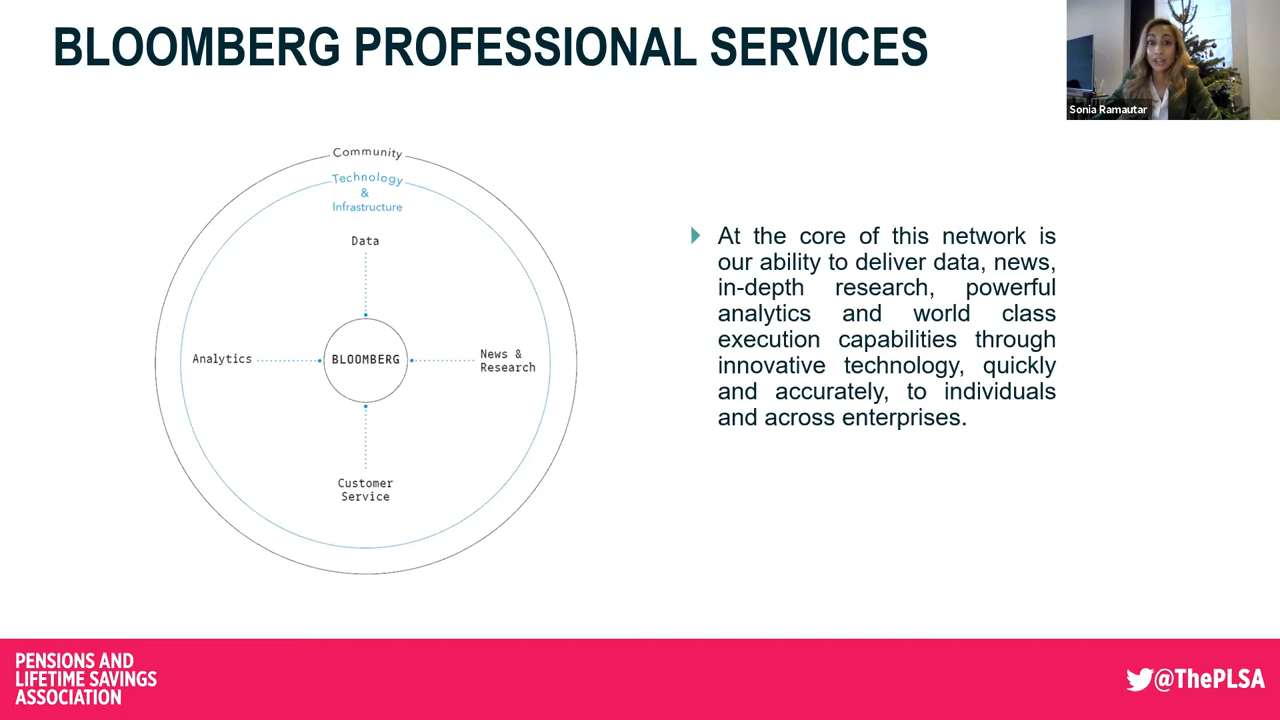 BLOOMBERG PROFESSIONAL SERVICES
Sonia Ramautar
Community
Technology
&
Infrastructure
Data
Analytics
BLOOMBERG
News &
Research
Customer
Service
At the core of this network is
our ability to deliver data, news,
in-depth research, powerful
analytics and world class
execution capabilities through
innovative technology, quickly
and accurately, to individuals
and across enterprises.
PENSIONS AND
LIFETIME SAVINGS
ASSOCIATION
@ThePLSA